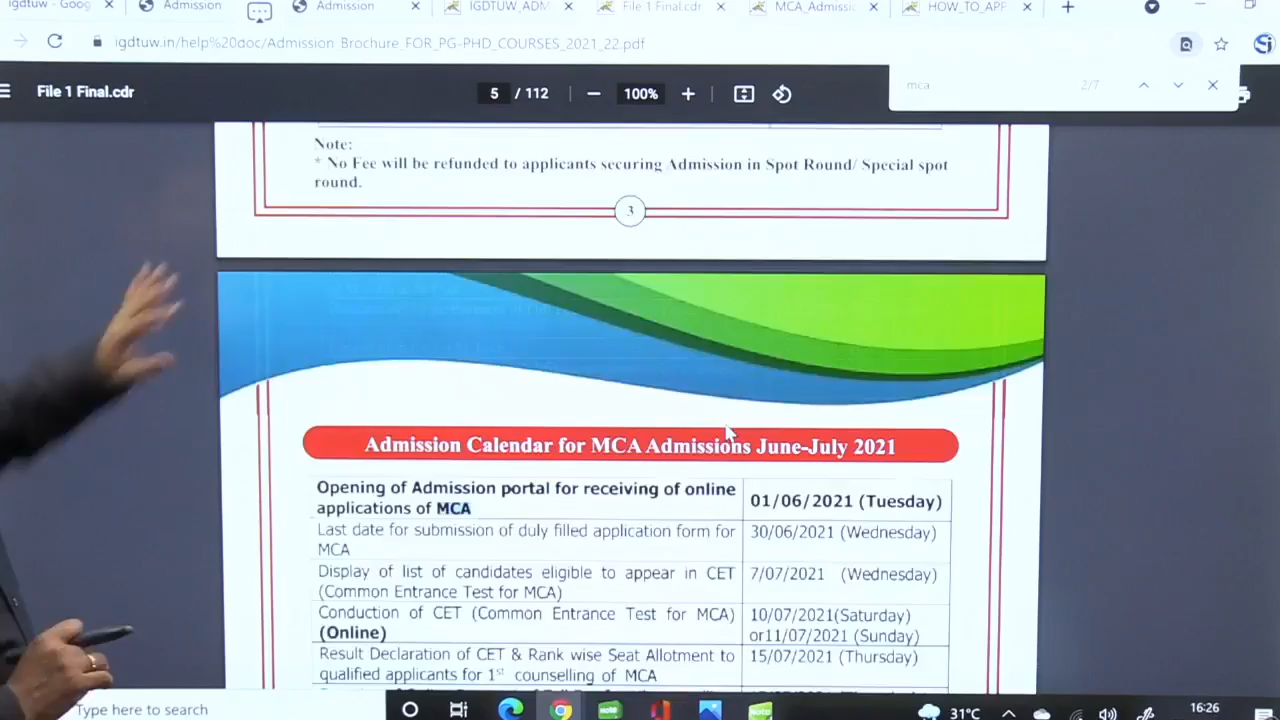 igdtuw - Goog
Admission
Admission
IGDTUW_ADM
File 1 Final.cdr
MCA_Admissi
HOW_TO_APP
igdtuw.in/help%20doc/Admission Brochure_FOR_PG-PHD_COURSES_2021_22.pdf
mca 2/7
File 1 Final.cdr
5 / 112
100%
Note:
* No Fee will be refunded to applicants securing Admission in Spot Round/ Special spot
round.
3
Admission Calendar for MCA Admissions June-July 2021
Opening of Admission portal for receiving of online
applications of MCA
01/06/2021 (Tuesday)
Last date for submission of duly filled application form for
MCA
30/06/2021 (Wednesday)
Display of list of candidates eligible to appear in CET
(Common Entrance Test for MCA)
7/07/2021 (Wednesday)
Conduction of CET (Common Entrance Test for MCA)
(Online)
10/07/2021(Saturday)
or11/07/2021 (Sunday)
Result Declaration of CET & Rank wise Seat Allotment to
qualified applicants for 1st counselling of MCA
15/07/2021 (Thursday)
Type here to search
31°C
16:26